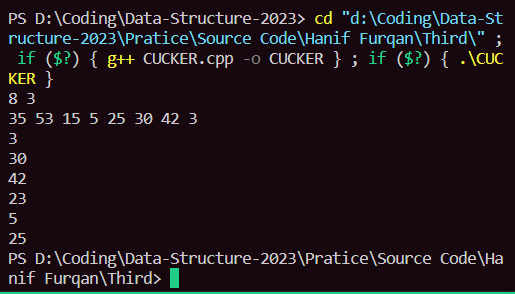 PS D:\Coding\Data-Structure-2023> cd "d:\Coding\Data-St
ructure-2023\Pratice\Source Code\Hanif Furqan\Third\" ;
 if ($?) { g++ CUCKER.cpp -o CUCKER } ; if ($?) { .\CUC
KER }
8 3
35 53 15 5 25 30 42 3
3
30
42
23
5
25
PS D:\Coding\Data-Structure-2023\Pratice\Source Code\Ha
nif Furqan\Third>